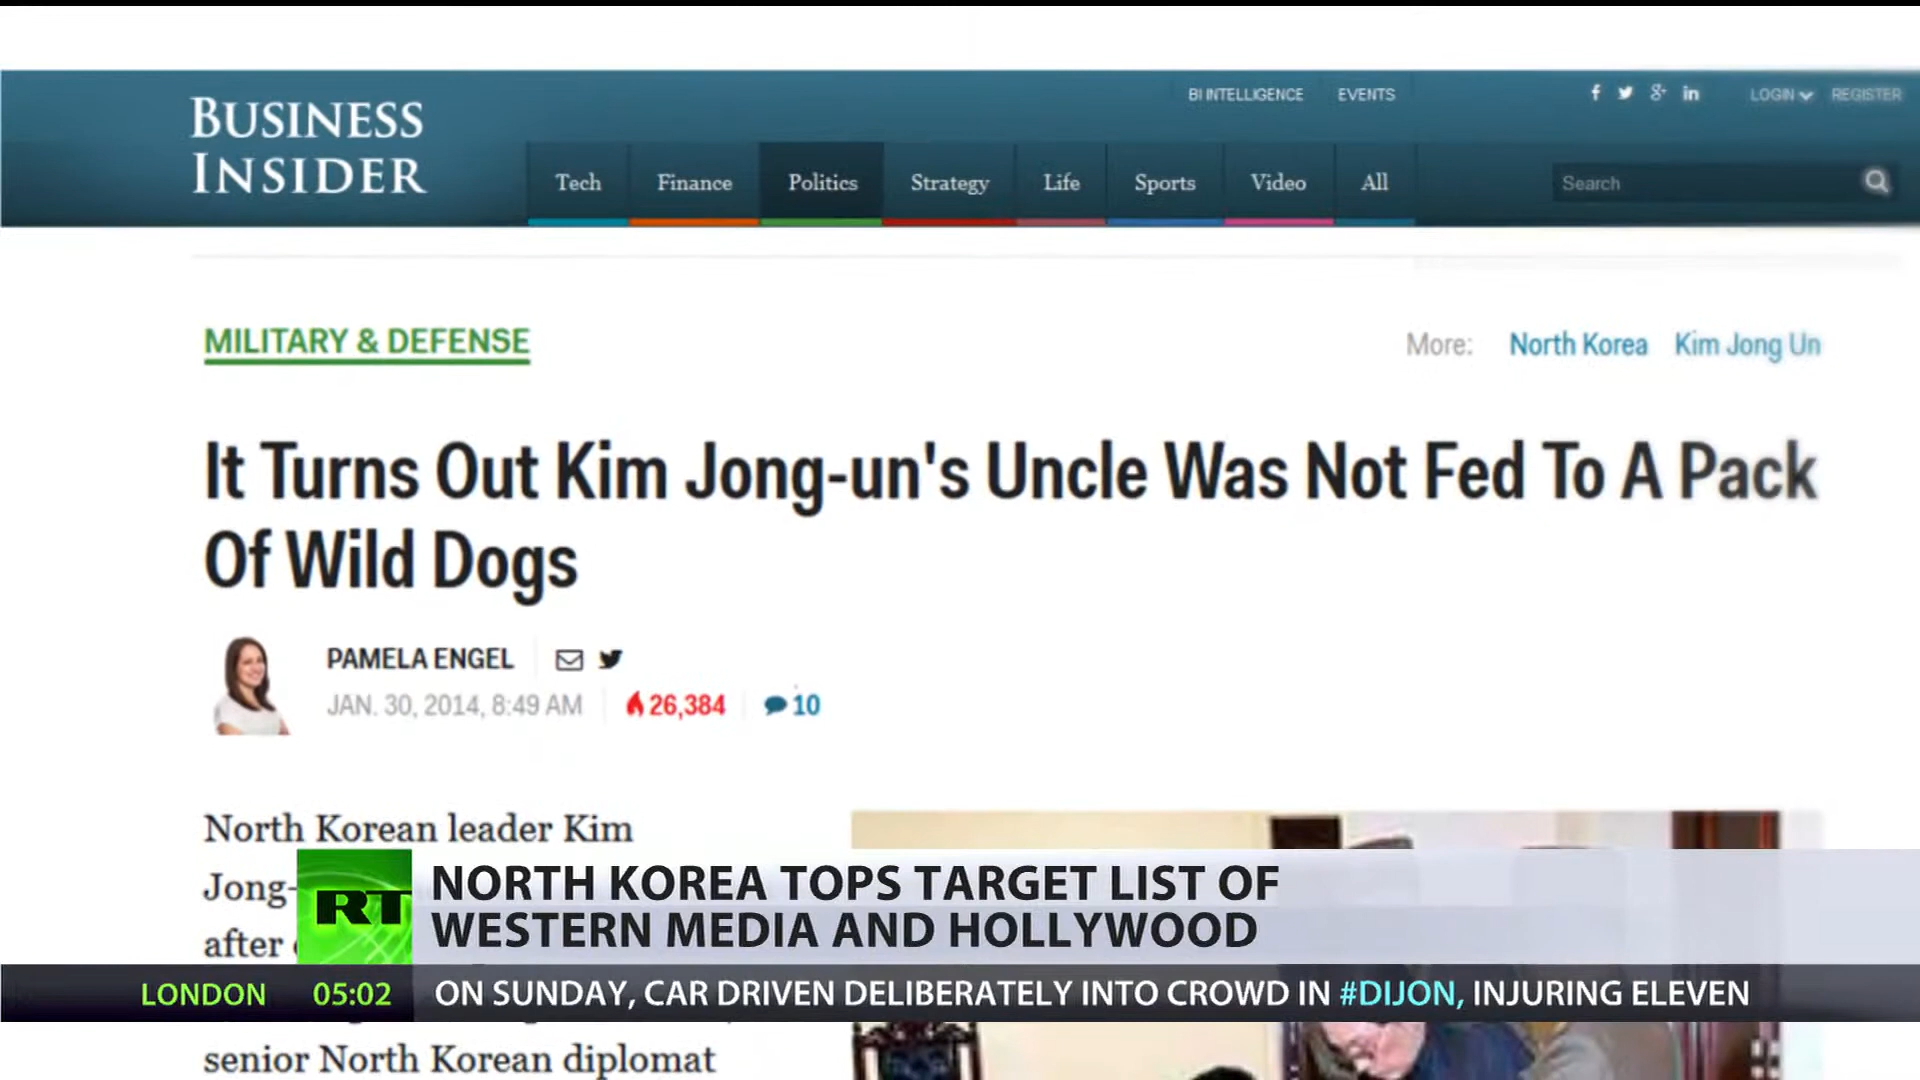 BUSINESS
INSIDER
BI INTELLIGENCE EVENTS
LOGIN REGISTER
Tech Finance Politics Strategy Life Sports Video All
Search
MILITARY & DEFENSE
More: North Korea Kim Jong Un
It Turns Out Kim Jong-un's Uncle Was Not Fed To A Pack
Of Wild Dogs
PAMELA ENGEL
JAN. 30, 2014, 8:49 AM 26,384 10
North Korean leader Kim
Jong-
after
RT
NORTH KOREA TOPS TARGET LIST OF
WESTERN MEDIA AND HOLLYWOOD
LONDON 05:02 ON SUNDAY, CAR DRIVEN DELIBERATELY INTO CROWD IN #DIJON, INJURING ELEVEN
senior North Korean diplomat